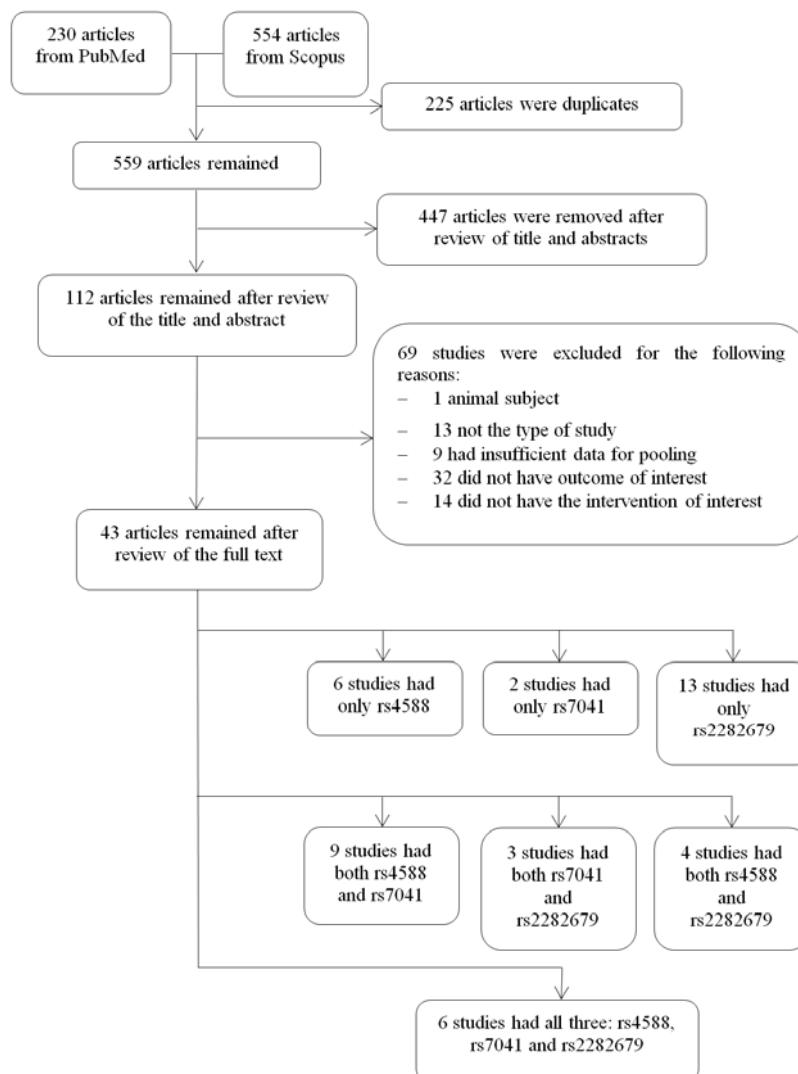 230 articles
from PubMed
554 articles
from Scopus
225 articles were duplicates
559 articles remained
447 articles were removed after
review of title and abstracts
112 articles remained after review
of the title and abstract
69 studies were excluded for the following
reasons:
– 1 animal subject
– 13 not the type of study
– 9 had insufficient data for pooling
– 32 did not have outcome of interest
– 14 did not have the intervention of interest
43 articles remained after
review of the full text
6 studies had
only rs4588
2 studies had
only rs7041
13 studies had
only
rs2282679
9 studies had
both rs4588
and rs7041
3 studies had
both rs7041
and
rs2282679
4 studies had
both rs4588
and
rs2282679
6 studies had all three: rs4588,
rs7041 and rs2282679